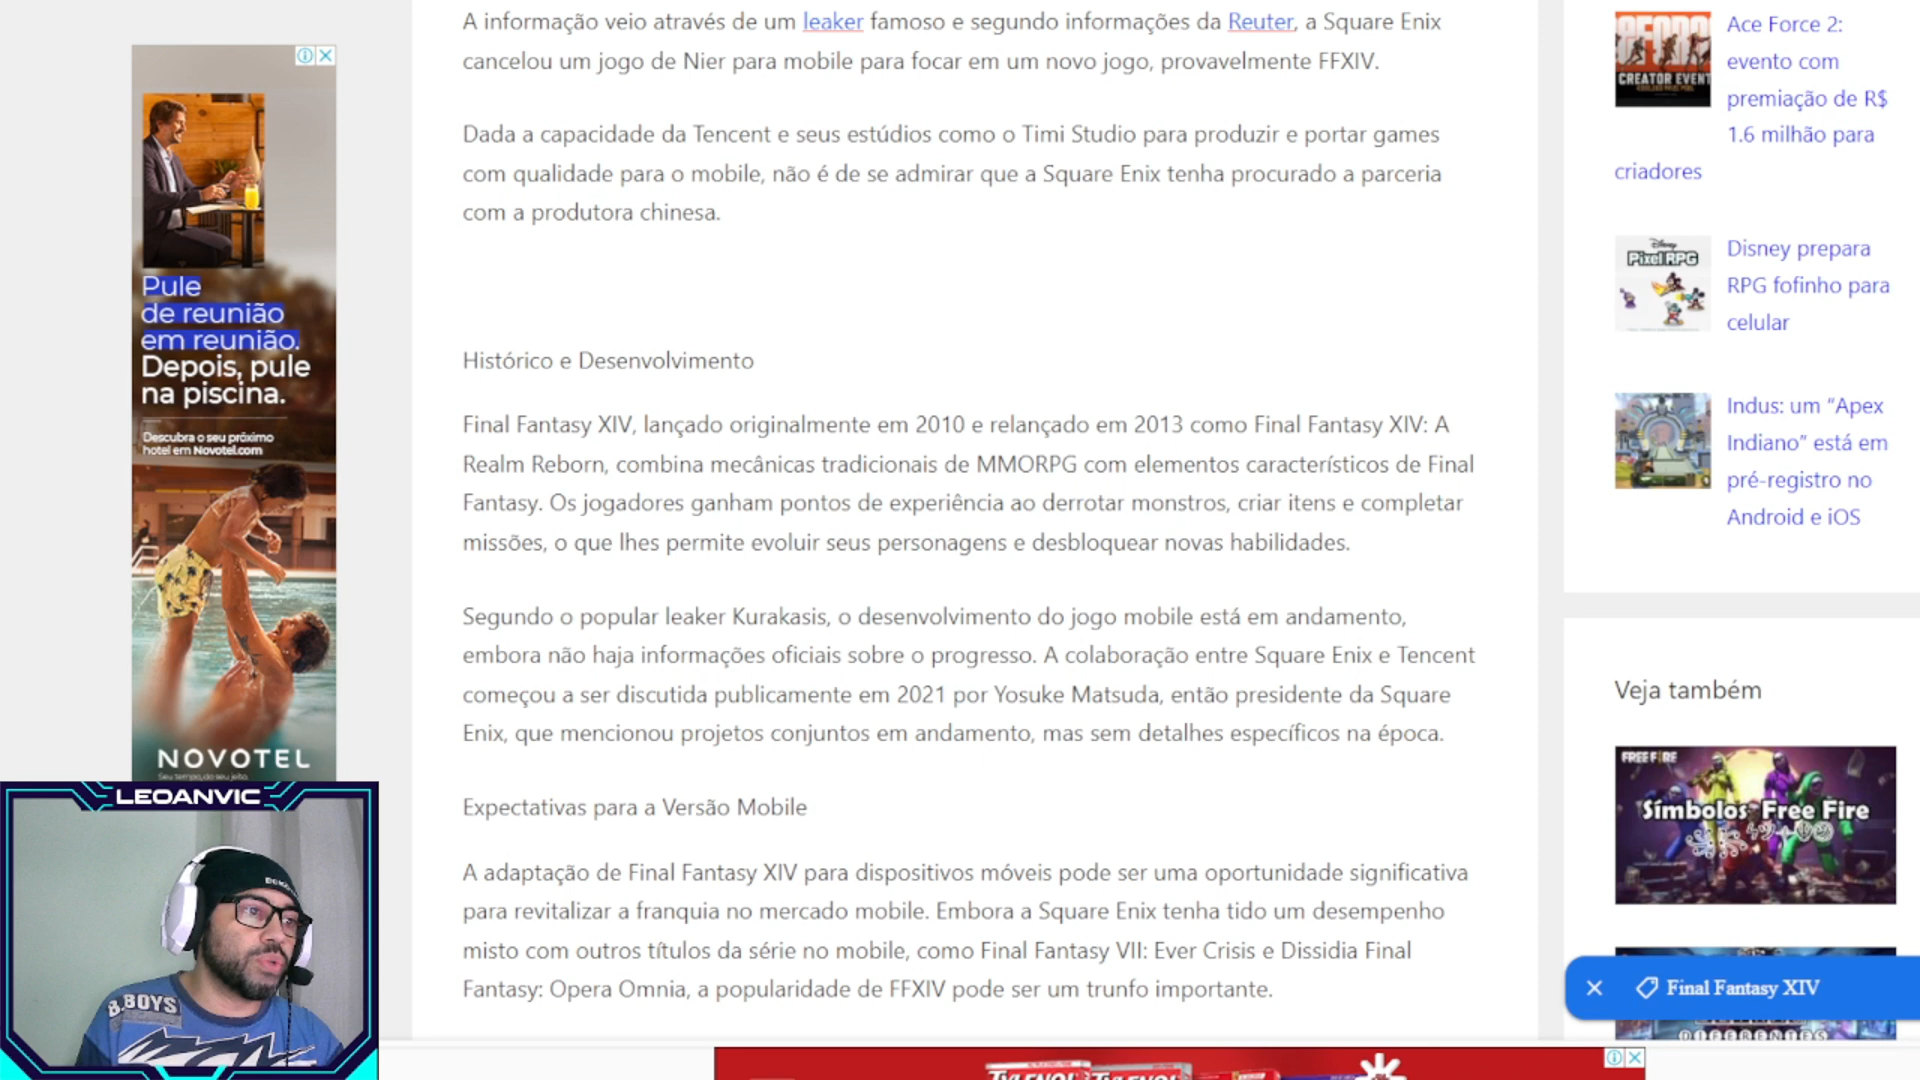 A informação veio através de um leaker famoso e segundo informações da Reuter, a Square Enix
cancelou um jogo de Nier para mobile para focar em um novo jogo, provavelmente FFXIV.
Dada a capacidade da Tencent e seus estúdios como o Timi Studio para produzir e portar games
com qualidade para o mobile, não é de se admirar que a Square Enix tenha procurado a parceria
com a produtora chinesa.
Histórico e Desenvolvimento
Final Fantasy XIV, lançado originalmente em 2010 e relançado em 2013 como Final Fantasy XIV: A
Realm Reborn, combina mecânicas tradicionais de MMORPG com elementos característicos de Final
Fantasy. Os jogadores ganham pontos de experiência ao derrotar monstros, criar itens e completar
missões, o que lhes permite evoluir seus personagens e desbloquear novas habilidades.
Segundo o popular leaker Kurakasis, o desenvolvimento do jogo mobile está em andamento,
embora não haja informações oficiais sobre o progresso. A colaboração entre Square Enix e Tencent
começou a ser discutida publicamente em 2021 por Yosuke Matsuda, então presidente da Square
Enix, que mencionou projetos conjuntos em andamento, mas sem detalhes específicos na época.
Expectativas para a Versão Mobile
A adaptação de Final Fantasy XIV para dispositivos móveis pode ser uma oportunidade significativa
para revitalizar a franquia no mercado mobile. Embora a Square Enix tenha tido um desempenho
misto com outros títulos da série no mobile, como Final Fantasy VII: Ever Crisis e Dissidia Final
Fantasy: Opera Omnia, a popularidade de FFXIV pode ser um trunfo importante.
Pule
de reunião
em reunião.
Depois, pule
na piscina.
Descubra o seu próximo
hotel em Novotel.com
NOVOTEL
Seu tempo, do seu jeito.
LEOANVIC
B.BOYS
CREATOR EVENT
Ace Force 2:
evento com
premiação de R$
1.6 milhão para
criadores
Disney
Pixel RPG
Disney prepara
RPG fofinho para
celular
Indus: um “Apex
Indiano” está em
pré-registro no
Android e iOS
Veja também
FREE FIRE
Símbolos Free Fire
Final Fantasy XIV
DIFERENTES
TYLENOL
TYLENOL